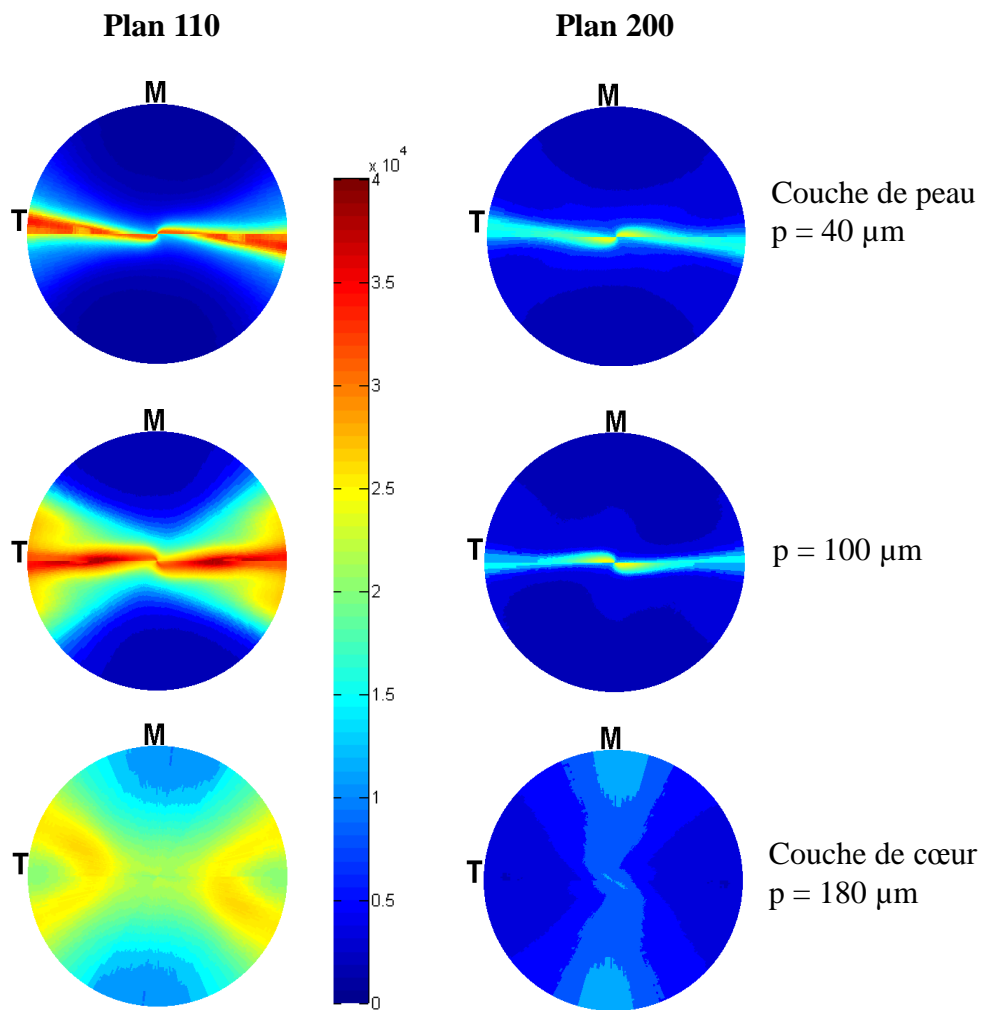 Plan 110
Plan 200
M
T
M
T
Couche de peau
p = 40 µm
x 10^4
4
3.5
3
2.5
2
1.5
1
0.5
0
M
T
M
T
p = 100 µm
M
T
M
T
Couche de cœur
p = 180 µm